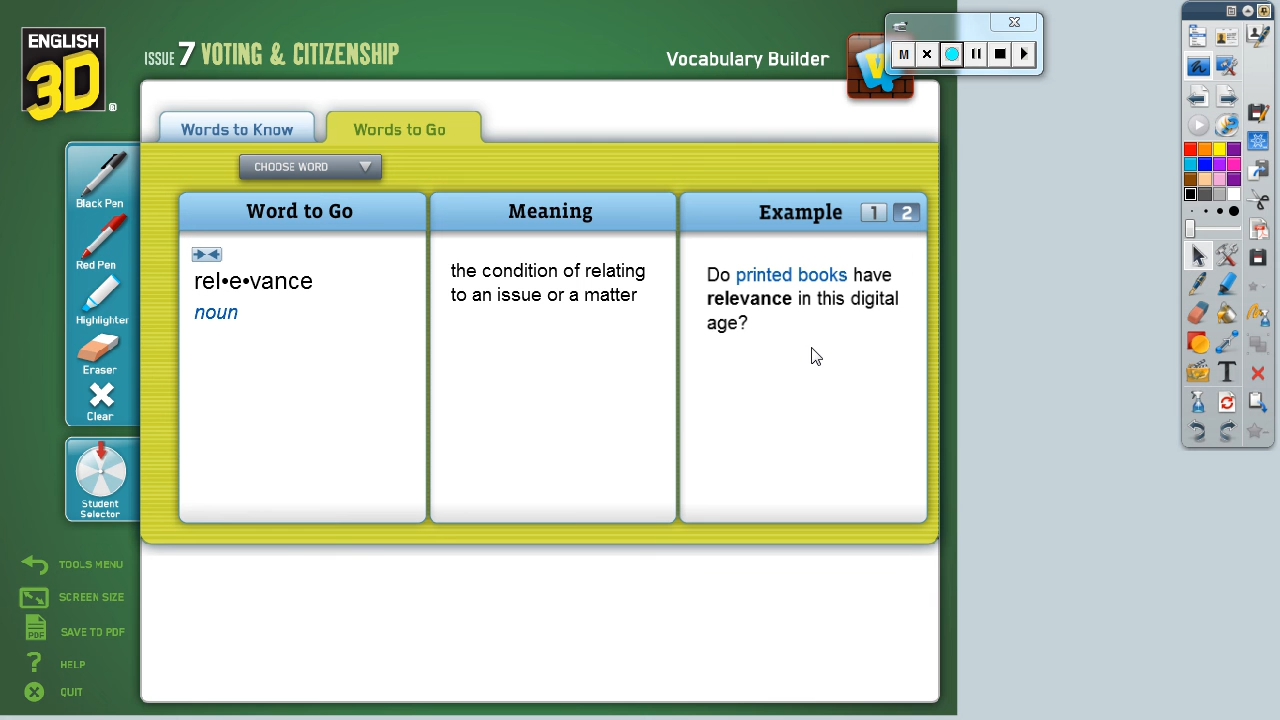 ENGLISH
3D
®
ISSUE 7 VOTING & CITIZENSHIP
Vocabulary Builder
V
M
Words to Know
Words to Go
CHOOSE WORD
Word to Go
Meaning
Example
1
2
rel•e•vance
noun
the condition of relating
to an issue or a matter
Do printed books have
relevance in this digital
age?
Black Pen
Red Pen
Highlighter
Eraser
Clear
Student
Selector
TOOLS MENU
SCREEN SIZE
PDF
SAVE TO PDF
?
HELP
QUIT
T